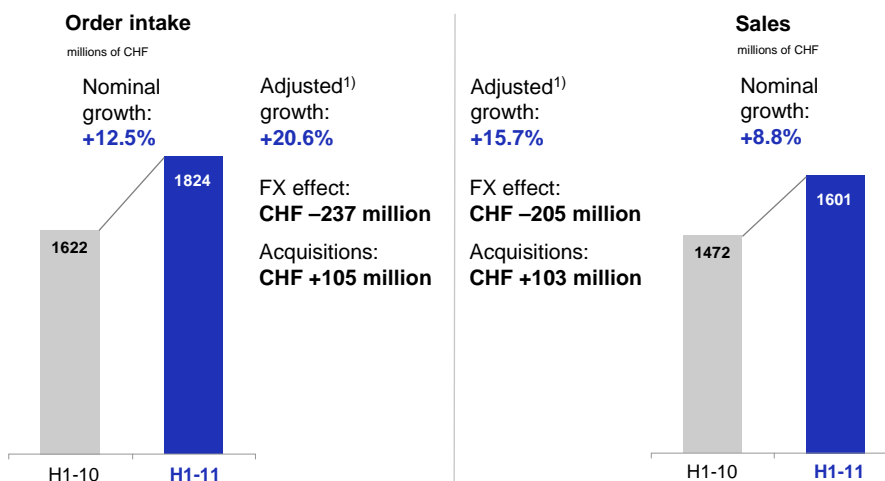 Order intake
millions of CHF
Nominal
growth:
+12.5%
Adjusted1)
growth:
+20.6%
FX effect:
CHF –237 million
Acquisitions:
CHF +105 million
1622
1824
H1-10
H1-11
Sales
millions of CHF
Adjusted1)
growth:
+15.7%
FX effect:
CHF –205 million
Acquisitions:
CHF +103 million
Nominal
growth:
+8.8%
1472
1601
H1-10
H1-11